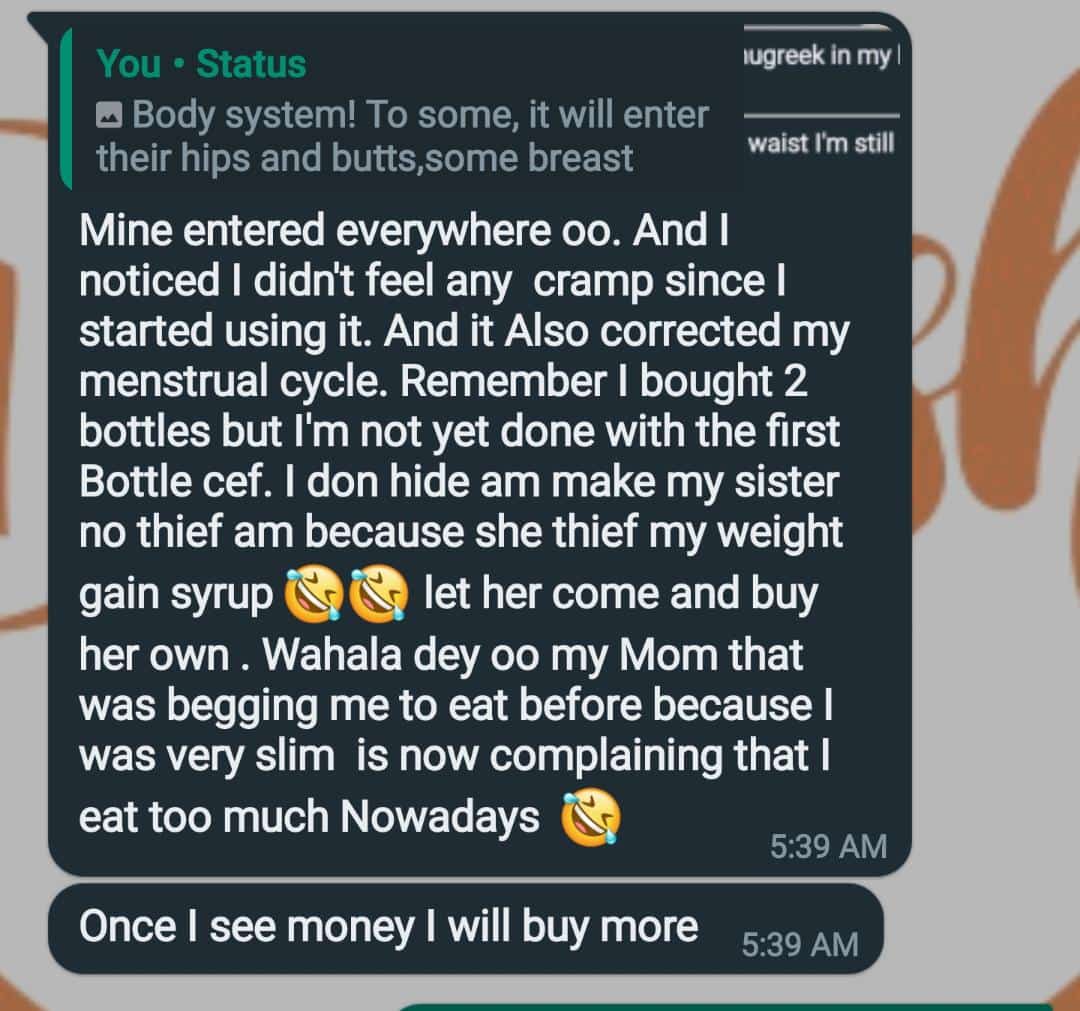 You • Status
Body system! To some, it will enter
their hips and butts,some breast
ugreek in my
waist I'm still
Mine entered everywhere oo. And I
noticed I didn't feel any  cramp since I
started using it. And it Also corrected my
menstrual cycle. Remember I bought 2
bottles but I'm not yet done with the first
Bottle cef. I don hide am make my sister
no thief am because she thief my weight
gain syrup 🤣🤣 let her come and buy
her own . Wahala dey oo my Mom that
was begging me to eat before because I
was very slim  is now complaining that I
eat too much Nowadays 🤣
5:39 AM
Once I see money I will buy more
5:39 AM